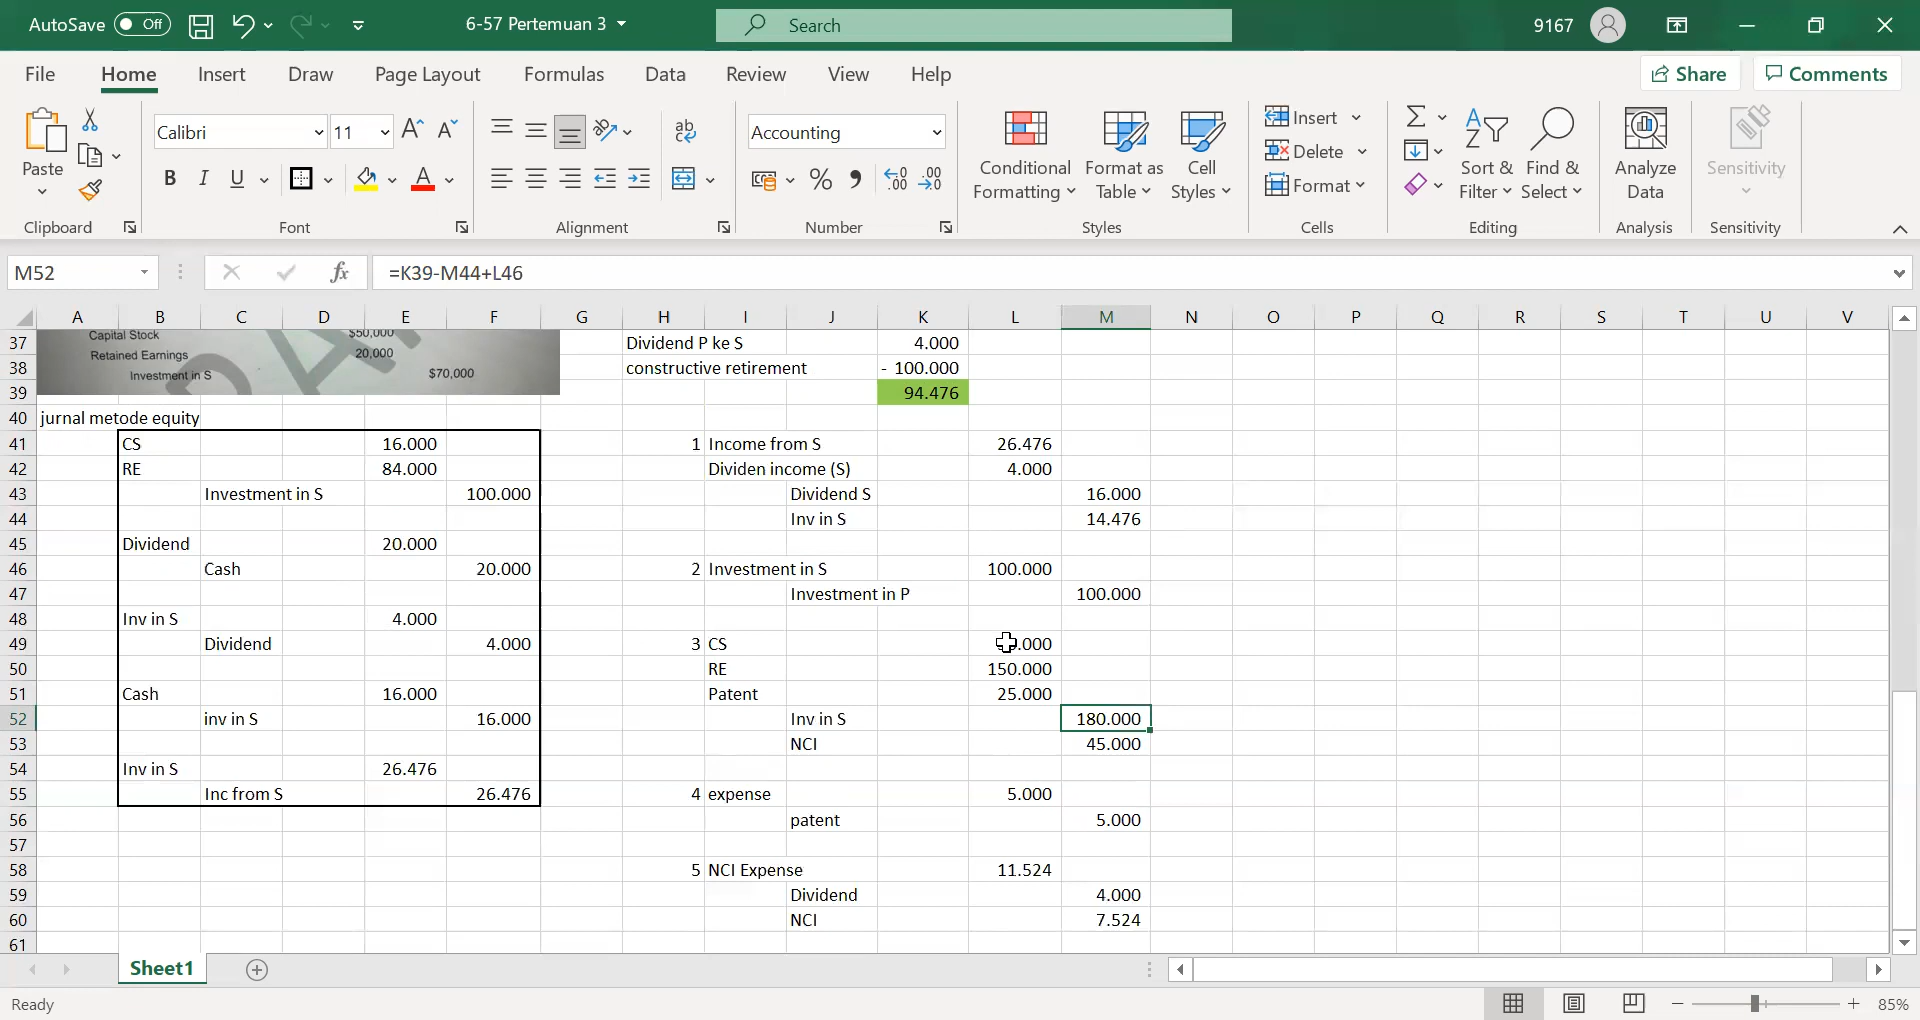 AutoSave Off 6-57 Pertemuan 3 Search 9167
File Home Insert Draw Page Layout Formulas Data Review View Help Share Comments
Calibri 11 ab Accounting Insert
Paste Conditional Formatting Format as Table Cell Styles Delete Sort & Filter Find & Select Analyze Data Sensitivity
B I U % Format
Clipboard Font Alignment Number Styles Cells Editing Analysis Sensitivity
M52 fx =K39-M44+L46
A B C D E F G H I J K L M N O P Q R S T U V
Capital Stock $50,000
37 Dividend P ke S 4.000
Retained Earnings 20,000
38 constructive retirement - 100.000
Investment in S $70,000
39 94.476
40 jurnal metode equity
41 CS 16.000 1 Income from S 26.476
42 RE 84.000 Dividen income (S) 4.000
43 Investment in S 100.000 Dividend S 16.000
44 Inv in S 14.476
45 Dividend 20.000
46 Cash 20.000 2 Investment in S 100.000
47 Investment in P 100.000
48 Inv in S 4.000
49 Dividend 4.000 3 CS .000
50 RE 150.000
51 Cash 16.000 Patent 25.000
52 inv in S 16.000 Inv in S 180.000
53 NCI 45.000
54 Inv in S 26.476
55 Inc from S 26.476 4 expense 5.000
56 patent 5.000
57
58 5 NCI Expense 11.524
59 Dividend 4.000
60 NCI 7.524
61
Sheet1
Ready 85%